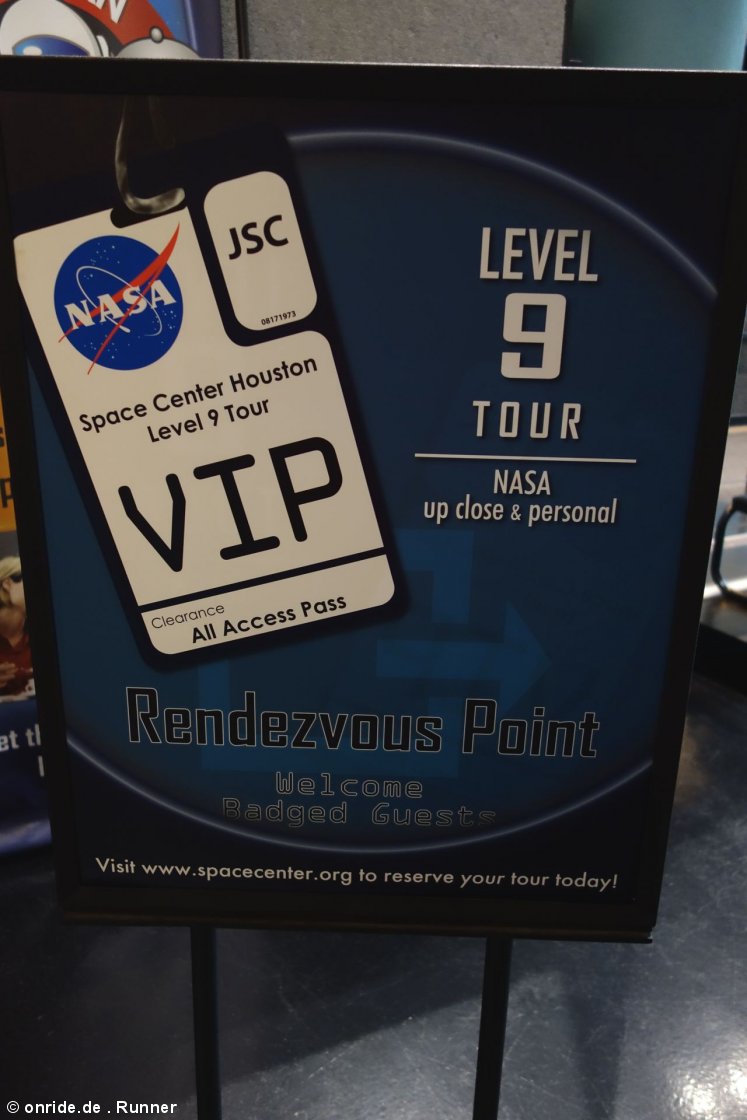 NASA
JSC
08171973
Space Center Houston
Level 9 Tour
VIP
Clearance
All Access Pass
LEVEL
9
TOUR
NASA
up close & personal
Rendezvous Point
Welcome
Badged Guests
Visit www.spacecenter.org to reserve your tour today!
© onride.de . Runner